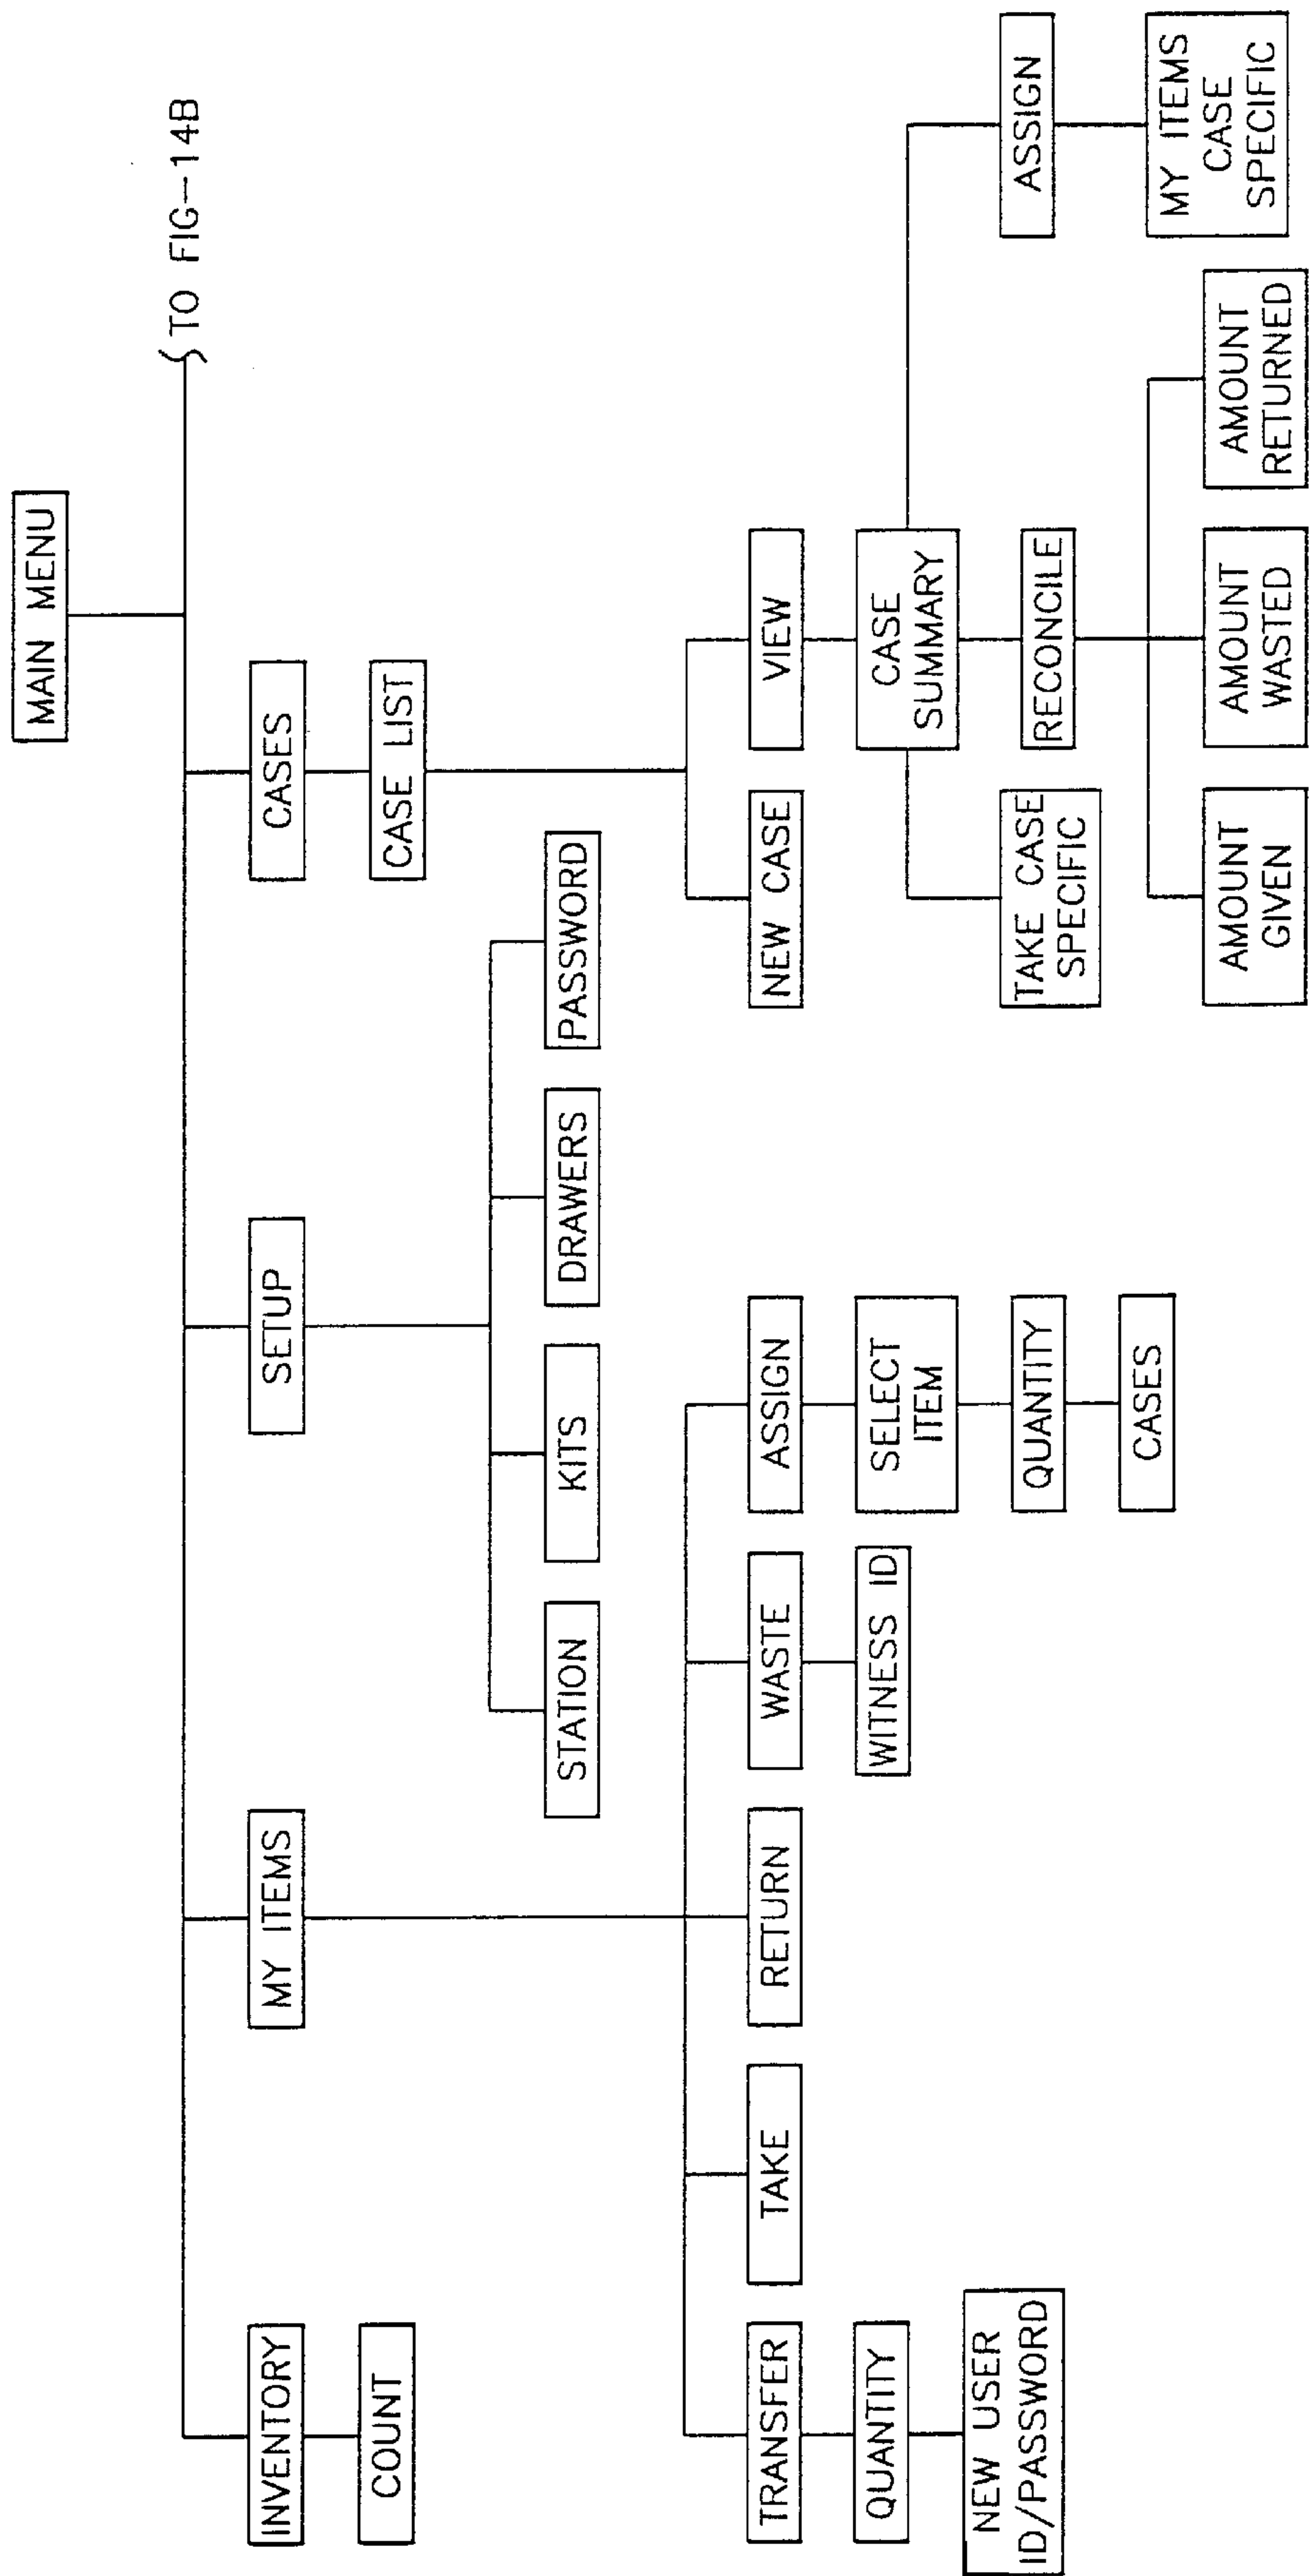 MAIN MENU
TO FIG-14B
INVENTORY
MY ITEMS
SETUP
CASES
COUNT
CASE LIST
STATION
KITS
DRAWERS
PASSWORD
TRANSFER
TAKE
RETURN
WASTE
ASSIGN
NEW CASE
VIEW
QUANTITY
WITNESS ID
SELECT
ITEM
CASE
SUMMARY
NEW USER
ID/PASSWORD
QUANTITY
TAKE CASE
SPECIFIC
RECONCILE
ASSIGN
CASES
MY ITEMS
CASE
SPECIFIC
AMOUNT
GIVEN
AMOUNT
WASTED
AMOUNT
RETURNED